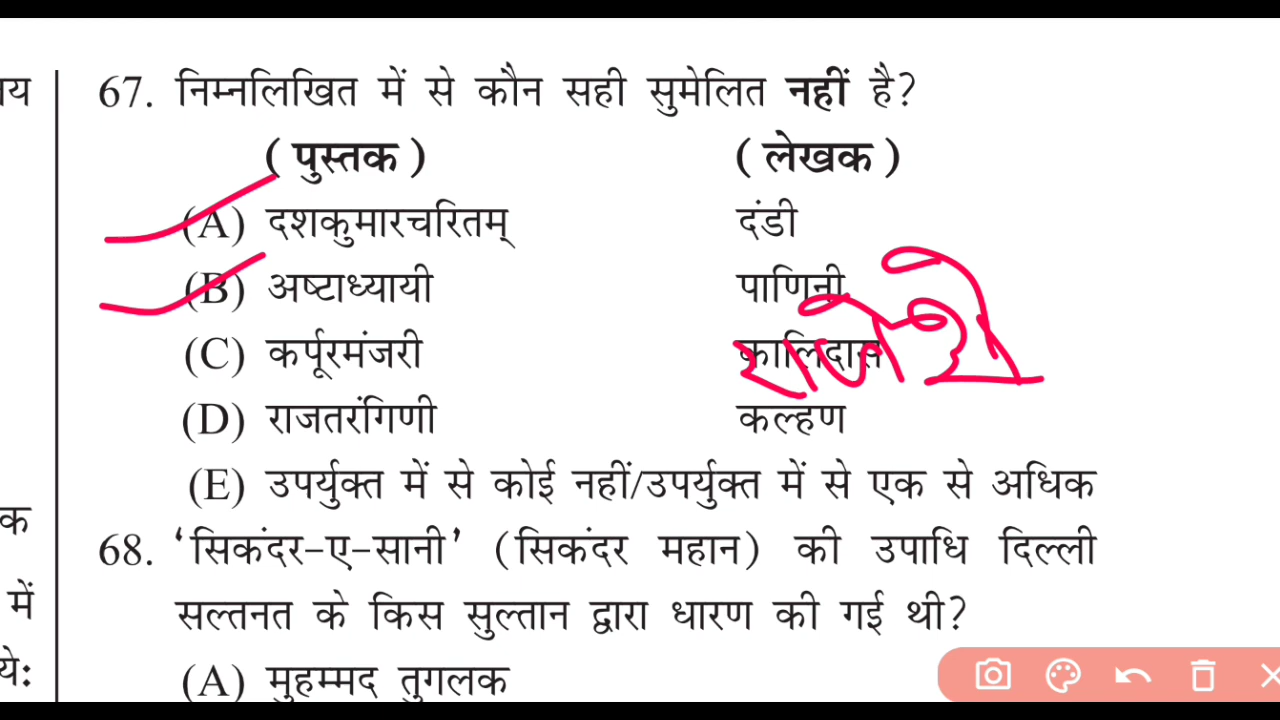 67. निम्नलिखित में से कौन सही सुमेलित नहीं है?
(पुस्तक) (लेखक)
(A) दशकुमारचरितम् दंडी
(B) अष्टाध्यायी पाणिनी
(C) कर्पूरमंजरी कालिदास
(D) राजतरंगिणी कल्हण
(E) उपर्युक्त में से कोई नहीं/उपर्युक्त में से एक से अधिक
क
68. 'सिकंदर-ए-सानी' (सिकंदर महान) की उपाधि दिल्ली
में सल्तनत के किस सुल्तान द्वारा धारण की गई थी?
(A) मुहम्मद तुगलक